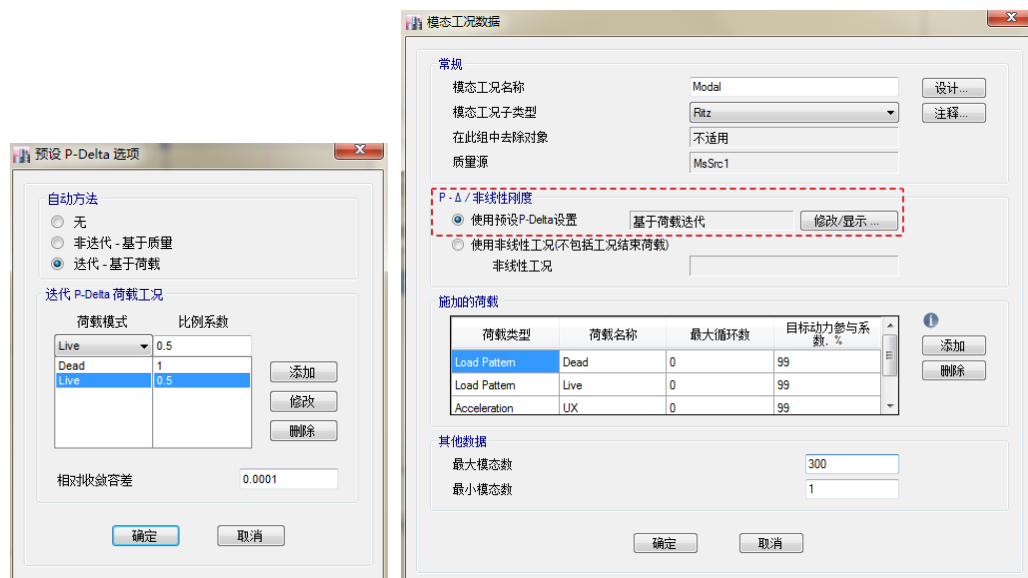 预设 P-Delta 选项
自动方法
无
非迭代 - 基于质量
迭代 - 基于荷载
迭代 P-Delta 荷载工况
荷载模式 比例系数
Live 0.5
Dead 1
Live 0.5
添加
修改
删除
相对收敛容差 0.0001
确定 取消
模态工况数据
常规
模态工况名称 Modal 设计...
模态工况子类型 Ritz 注释...
在此组中去除对象 不适用
质量源 MsSrc1
P - Δ / 非线性刚度
使用预设P-Delta设置 基于荷载迭代 修改/显示 ...
使用非线性工况(不包括工况结束荷载)
非线性工况
施加的荷载
荷载类型 荷载名称 最大循环数 目标动力参与系数, %
Load Pattern Dead 0 99
Load Pattern Live 0 99
Acceleration UX 0 99
添加
删除
其他数据
最大模态数 300
最小模态数 1
确定 取消